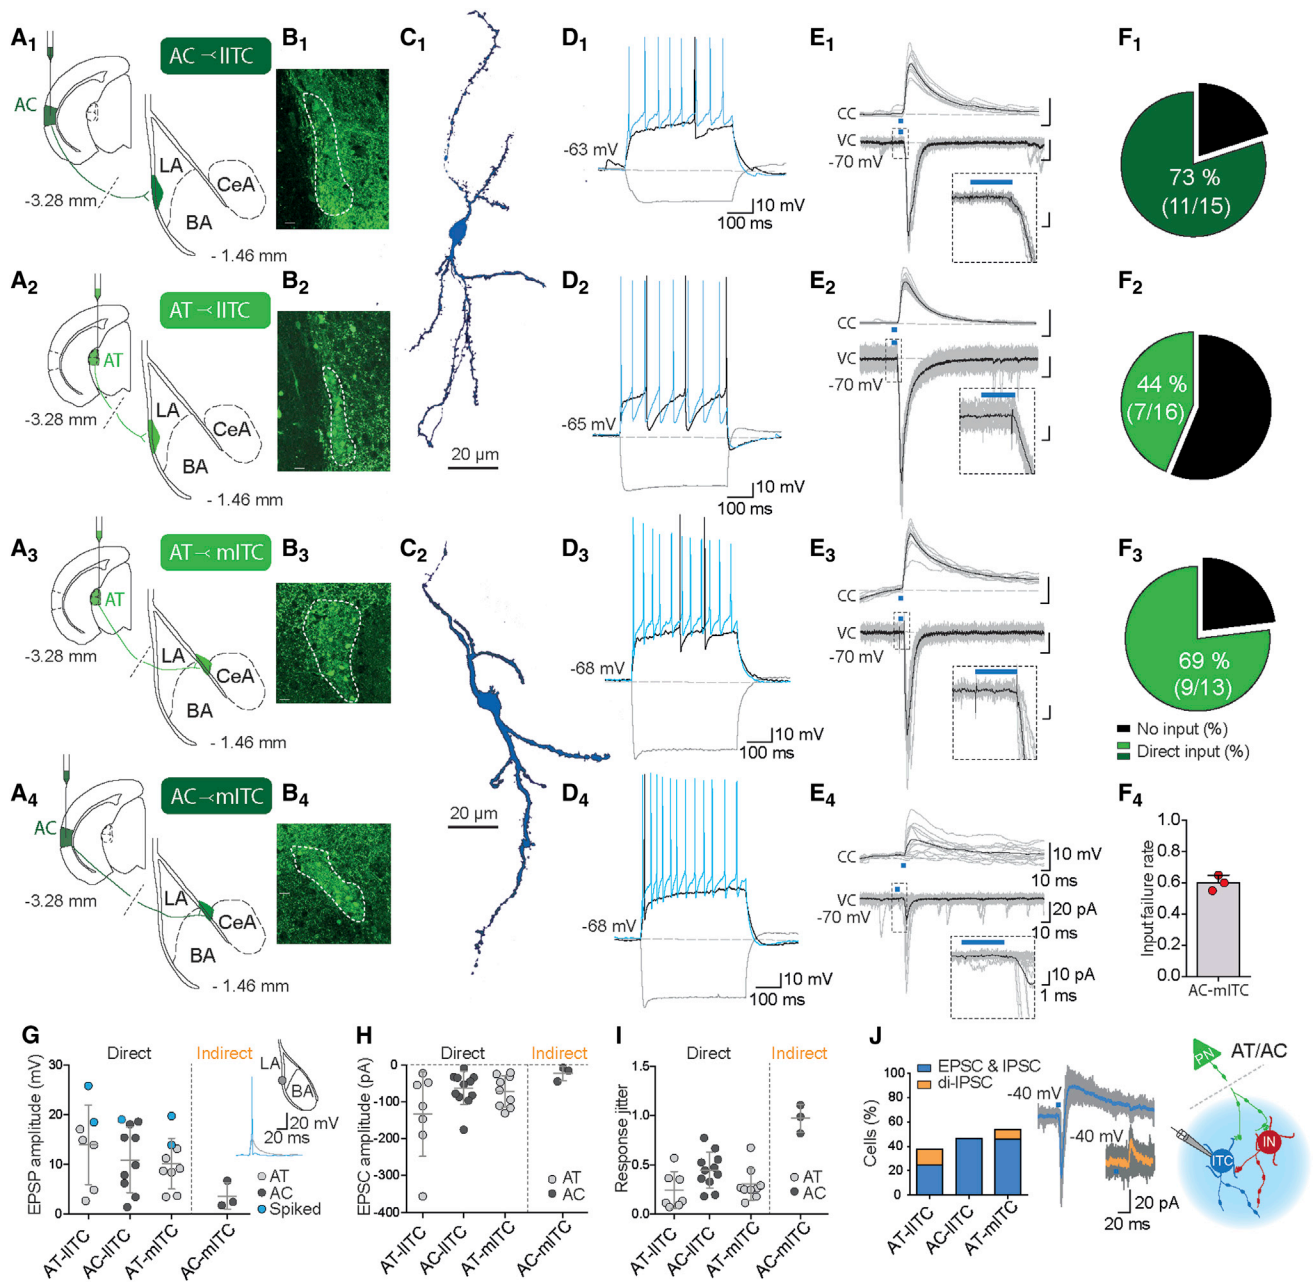 A1
AC lITC
AC
LA
CeA
BA
-3.28 mm
- 1.46 mm
B1
C1
20 µm
D1
-63 mV
10 mV
100 ms
E1
CC
VC
-70 mV
F1
73 %
(11/15)
A2
AT lITC
AT
LA
CeA
BA
-3.28 mm
- 1.46 mm
B2
D2
-65 mV
10 mV
100 ms
E2
CC
VC
-70 mV
F2
44 %
(7/16)
A3
AT mITC
AT
LA
CeA
BA
-3.28 mm
- 1.46 mm
B3
C2
20 µm
D3
-68 mV
10 mV
100 ms
E3
CC
VC
-70 mV
F3
69 %
(9/13)
No input (%)
Direct input (%)
A4
AC mITC
AC
LA
CeA
BA
-3.28 mm
- 1.46 mm
B4
D4
-68 mV
10 mV
100 ms
E4
CC
10 mV
10 ms
VC
-70 mV
20 pA
10 ms
10 pA
1 ms
F4
Input failure rate
1.0
0.8
0.6
0.4
0.2
0.0
AC-mITC
G
Direct
Indirect
EPSP amplitude (mV)
30
20
10
0
LA
BA
20 mV
20 ms
AT
AC
Spiked
AT-lITC
AC-lITC
AT-mITC
AC-mITC
H
Direct
Indirect
EPSC amplitude (pA)
0
-100
-200
-300
-400
AT
AC
AT-lITC
AC-lITC
AT-mITC
AC-mITC
I
Direct
Indirect
Response jitter
1.5
1.0
0.5
0.0
AT
AC
AT-lITC
AC-lITC
AT-mITC
AC-mITC
J
EPSC & IPSC
di-IPSC
Cells (%)
100
80
60
40
20
0
AT-lITC
AC-lITC
AT-mITC
-40 mV
-40 mV
20 pA
20 ms
PN
AT/AC
IN
ITC